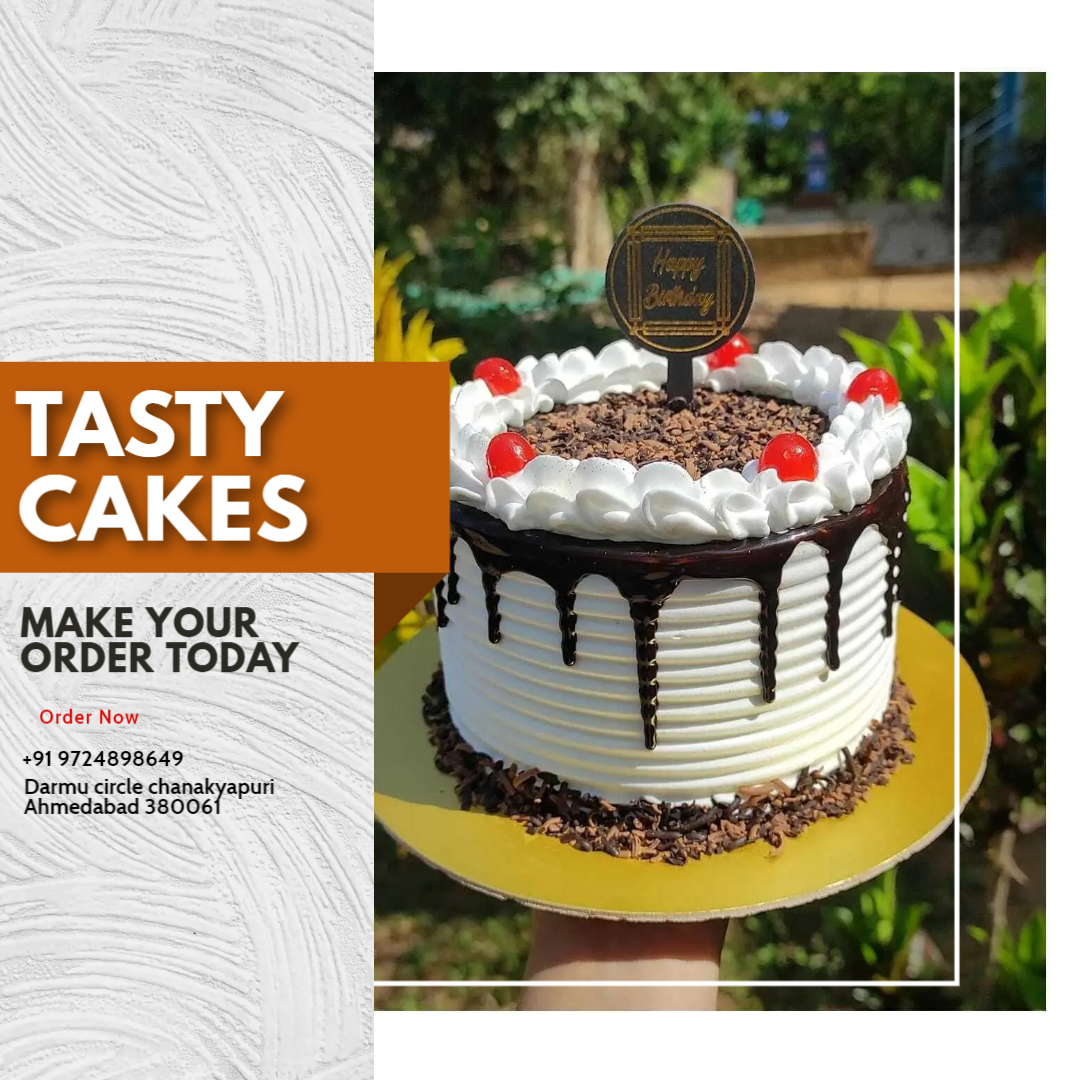 TASTY
CAKES
MAKE YOUR
ORDER TODAY
Order Now
+91 9724898649
Darmu circle chanakyapuri
Ahmedabad 380061
Happy
Birthday